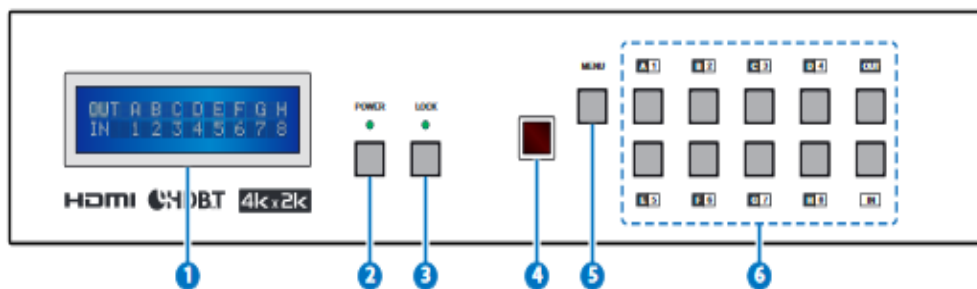 OUT A B C D E F G H
IN 1 2 3 4 5 6 7 8
HDMI HDBT 4K x 2K
POWER LOCK
MENU
A 1 B 2 C 3 D 4 OUT
E 5 F 6 G 7 H 8 IN
1 2 3 4 5 6